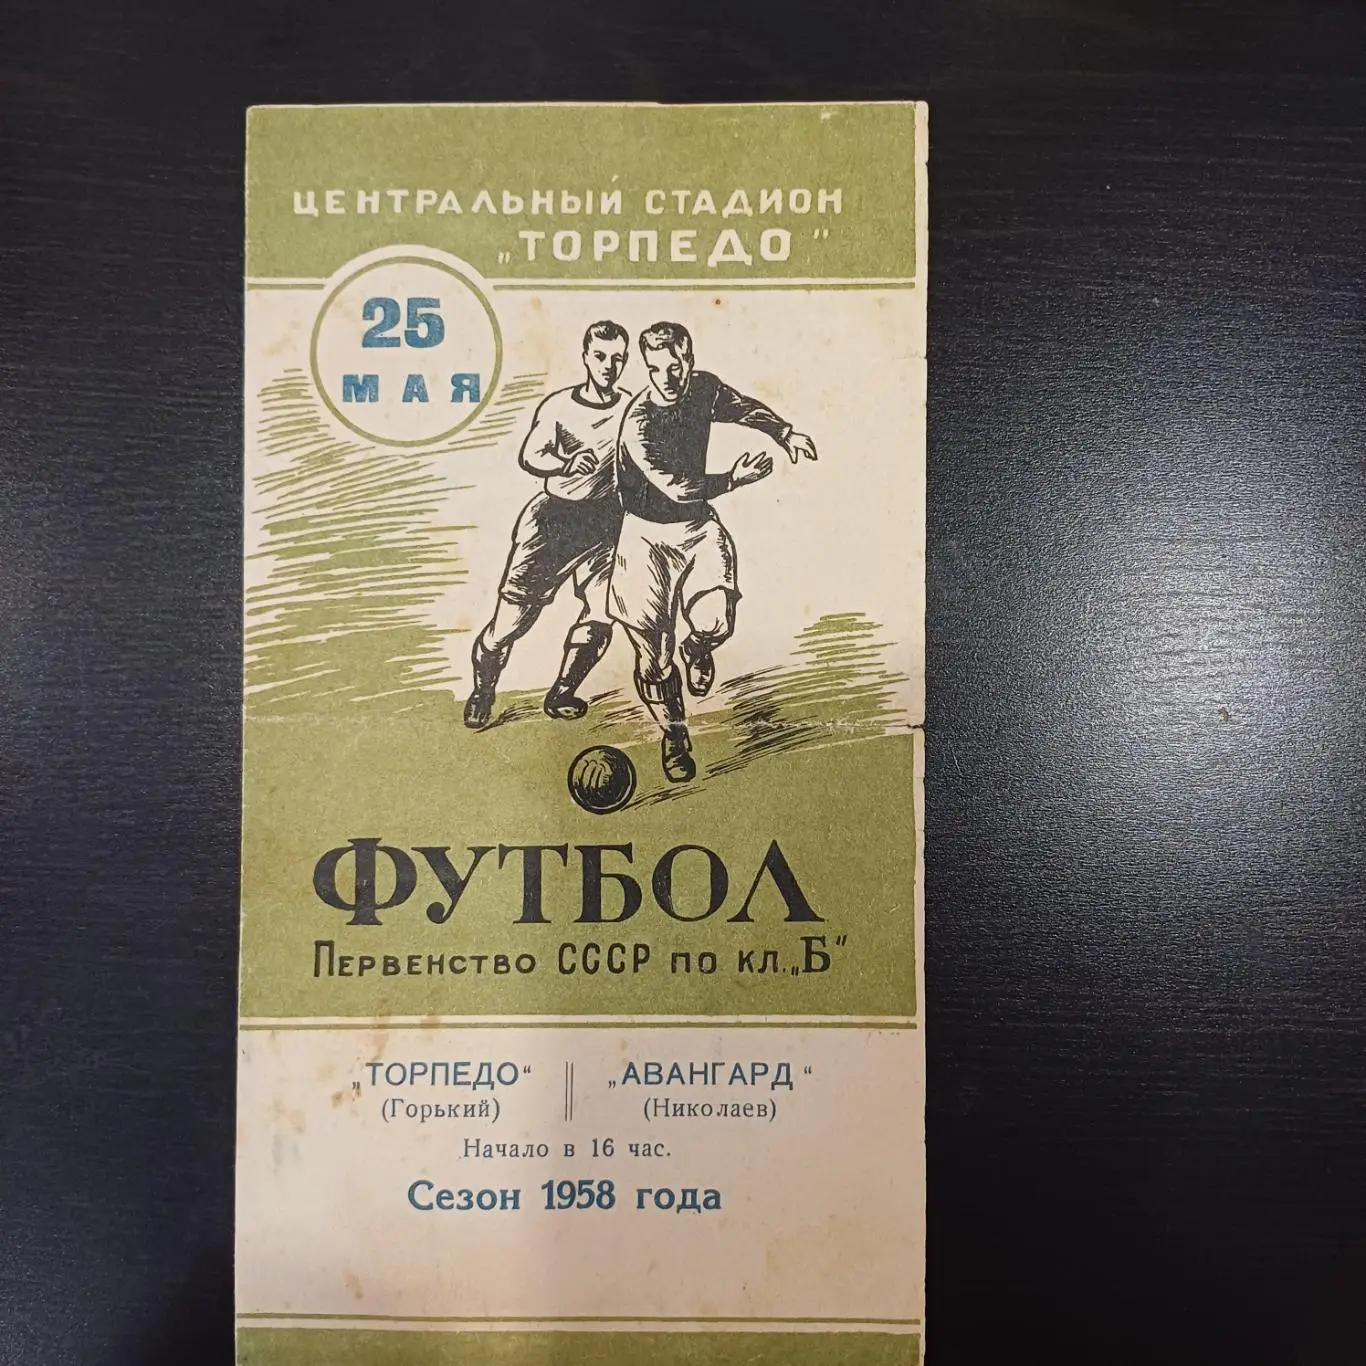 ЦЕНТРАЛЬНЫЙ СТАДИОН
„ТОРПЕДО"
25
МАЯ
ФУТБОЛ
Первенство СССР по кл. „Б"
„ТОРПЕДО" || „АВАНГАРД"
(Горький) (Николаев)
Начало в 16 час.
Сезон 1958 года